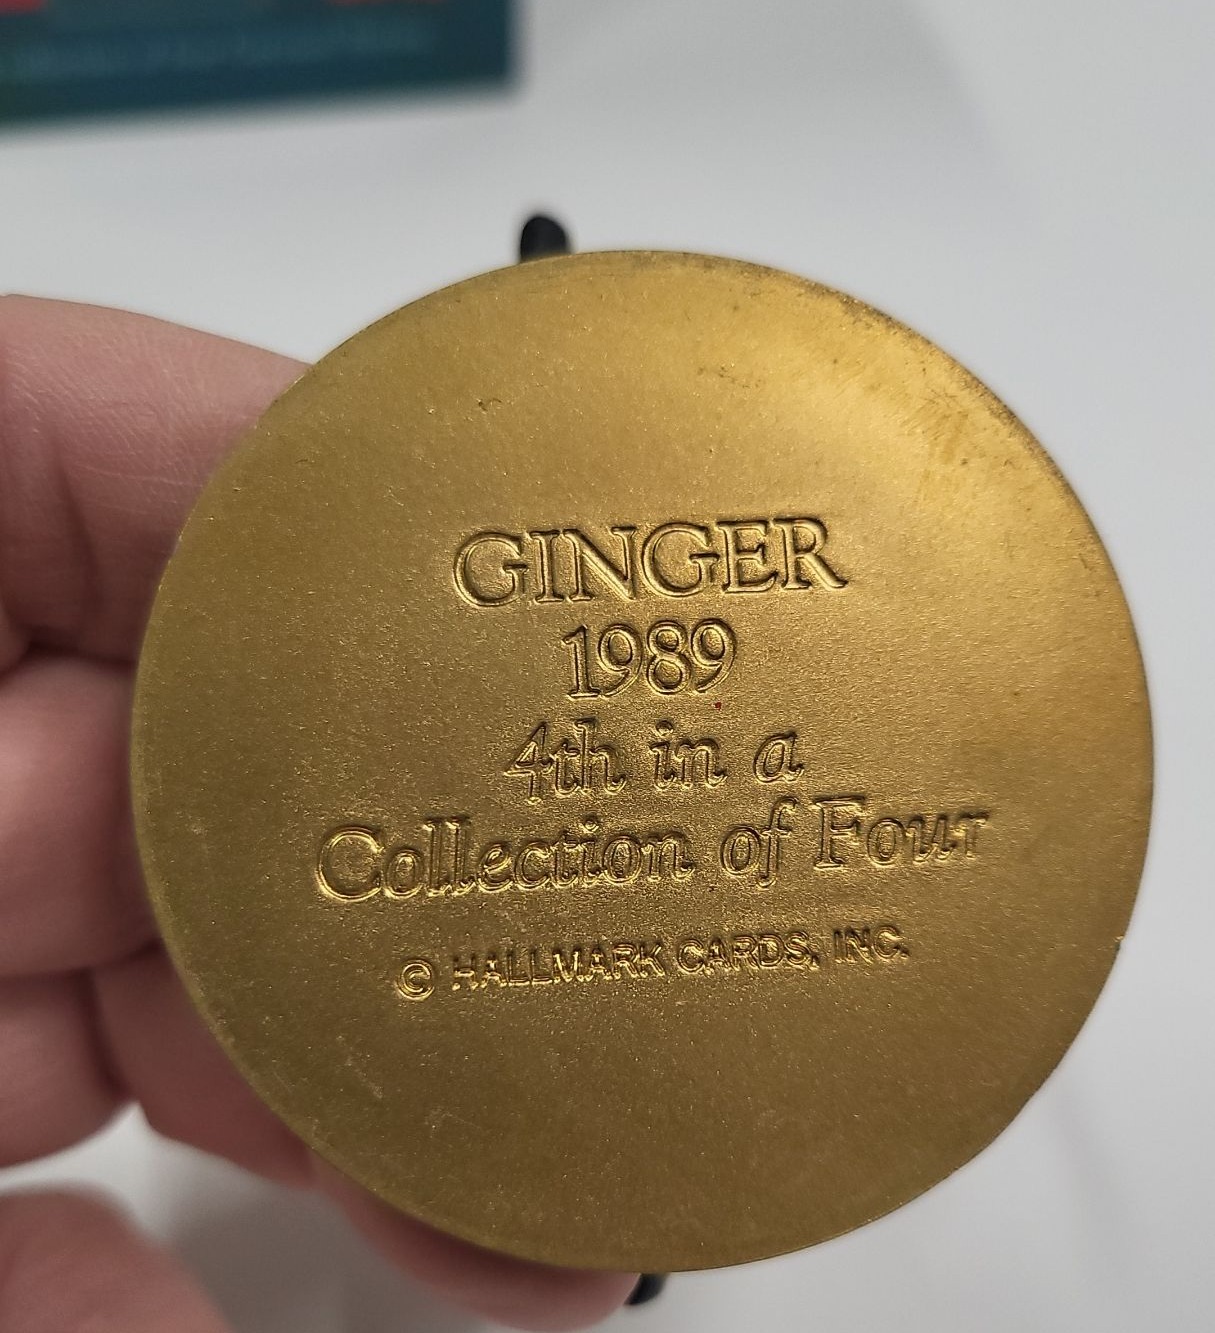 GINGER
1989
4th in a
Collection of Four
© HALLMARK CARDS, INC.